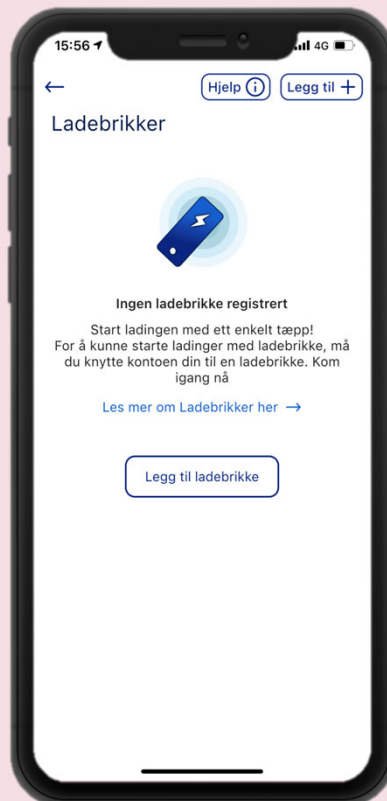 15:56 4G
Hjelp Legg til +
Ladebrikker
Ingen ladebrikke registrert
Start ladingen med ett enkelt tæpp!
For å kunne starte ladinger med ladebrikke, må
du knytte kontoen din til en ladebrikke. Kom
igang nå
Les mer om Ladebrikker her →
Legg til ladebrikke